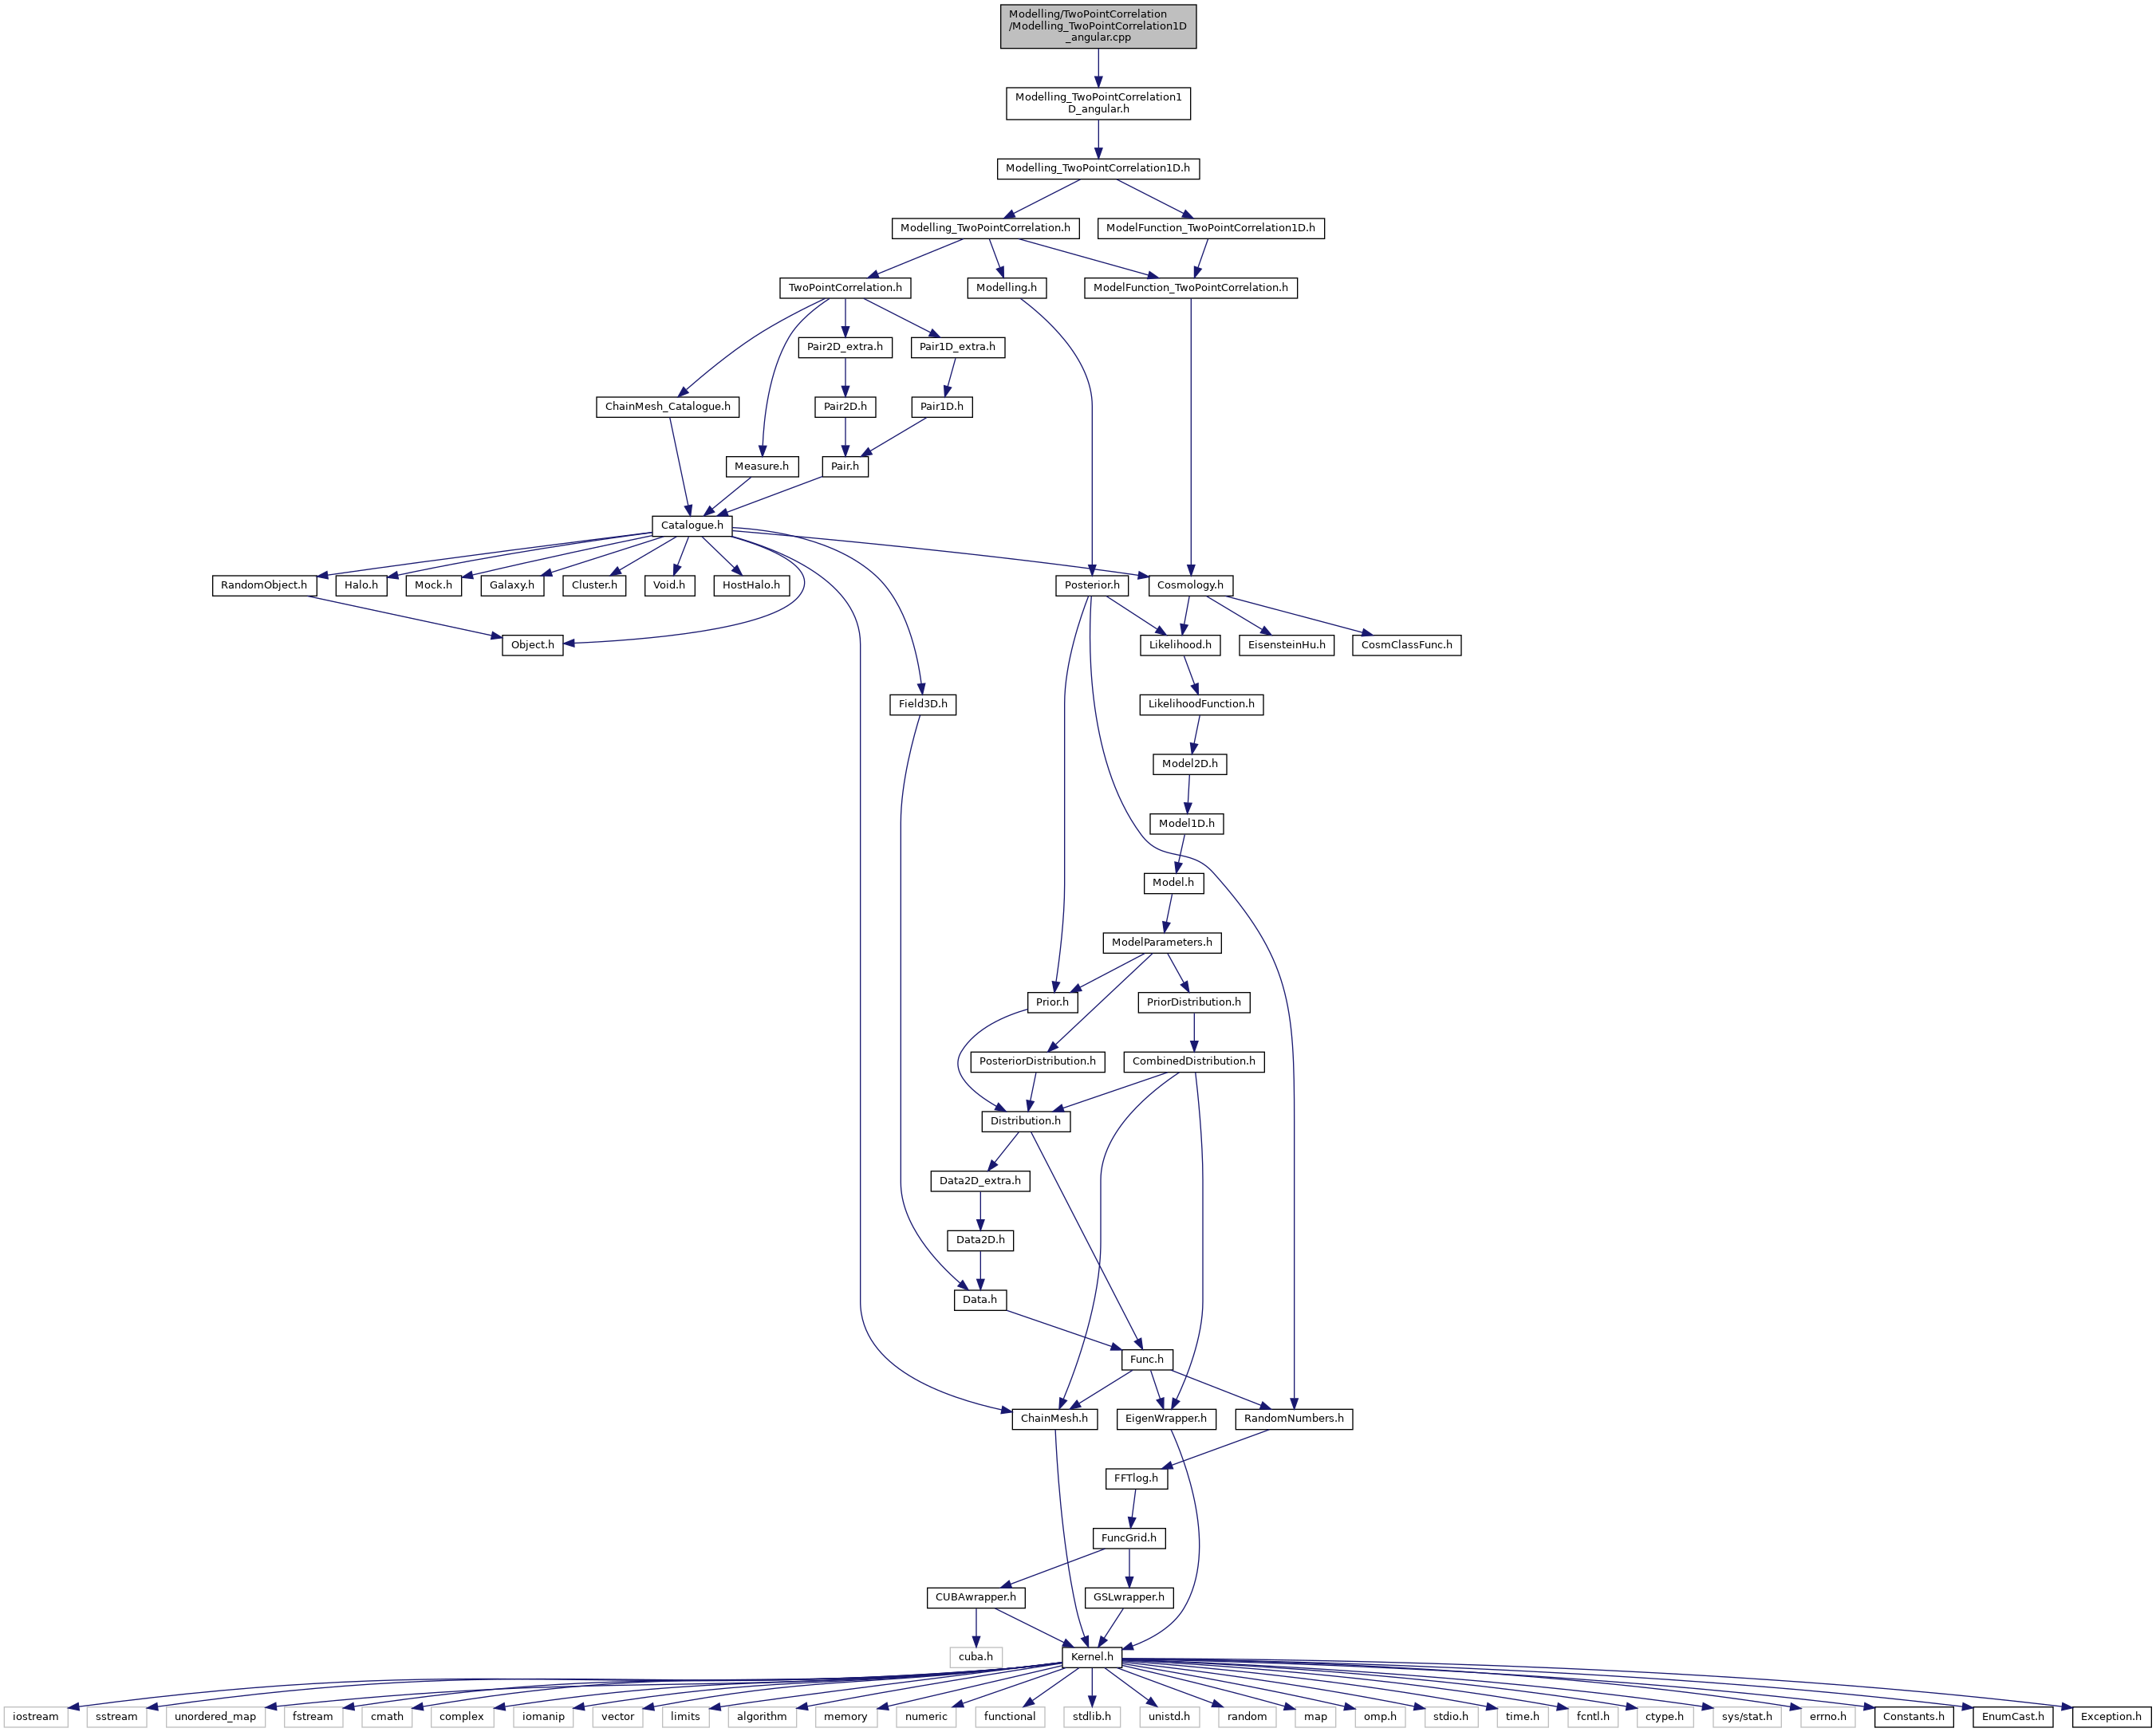 Modelling/TwoPointCorrelation
/Modelling_TwoPointCorrelation1D
_angular.cpp
Modelling_TwoPointCorrelation1
D_angular.h
Modelling_TwoPointCorrelation1D.h
Modelling_TwoPointCorrelation.h
ModelFunction_TwoPointCorrelation1D.h
TwoPointCorrelation.h
Modelling.h
ModelFunction_TwoPointCorrelation.h
Pair2D_extra.h
Pair1D_extra.h
ChainMesh_Catalogue.h
Pair2D.h
Pair1D.h
Measure.h
Pair.h
Catalogue.h
RandomObject.h
Halo.h
Mock.h
Galaxy.h
Cluster.h
Void.h
HostHalo.h
Posterior.h
Cosmology.h
Object.h
Likelihood.h
EisensteinHu.h
CosmClassFunc.h
Field3D.h
LikelihoodFunction.h
Model2D.h
Model1D.h
Model.h
ModelParameters.h
Prior.h
PriorDistribution.h
PosteriorDistribution.h
CombinedDistribution.h
Distribution.h
Data2D_extra.h
Data2D.h
Data.h
Func.h
ChainMesh.h
EigenWrapper.h
RandomNumbers.h
FFTlog.h
FuncGrid.h
CUBAwrapper.h
GSLwrapper.h
cuba.h
Kernel.h
iostream
sstream
unordered_map
fstream
cmath
complex
iomanip
vector
limits
algorithm
memory
numeric
functional
stdlib.h
unistd.h
random
map
omp.h
stdio.h
time.h
fcntl.h
ctype.h
sys/stat.h
errno.h
Constants.h
EnumCast.h
Exception.h